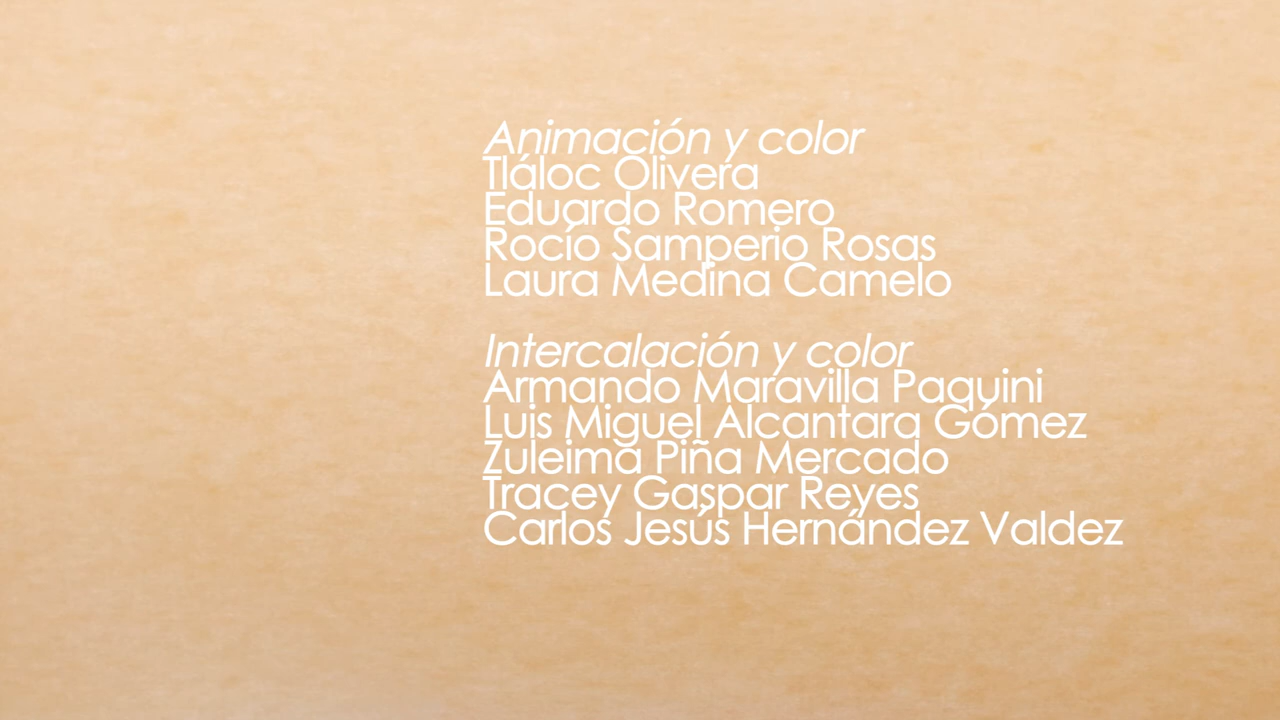 Animación y color
Tláloc Olivera
Eduardo Romero
Rocío Samperio Rosas
Laura Medina Camelo
Intercalación y color
Armando Maravilla Paquini
Luis Miguel Alcantara Gómez
Zuleima Piña Mercado
Tracey Gaspar Reyes
Carlos Jesús Hernández Valdez